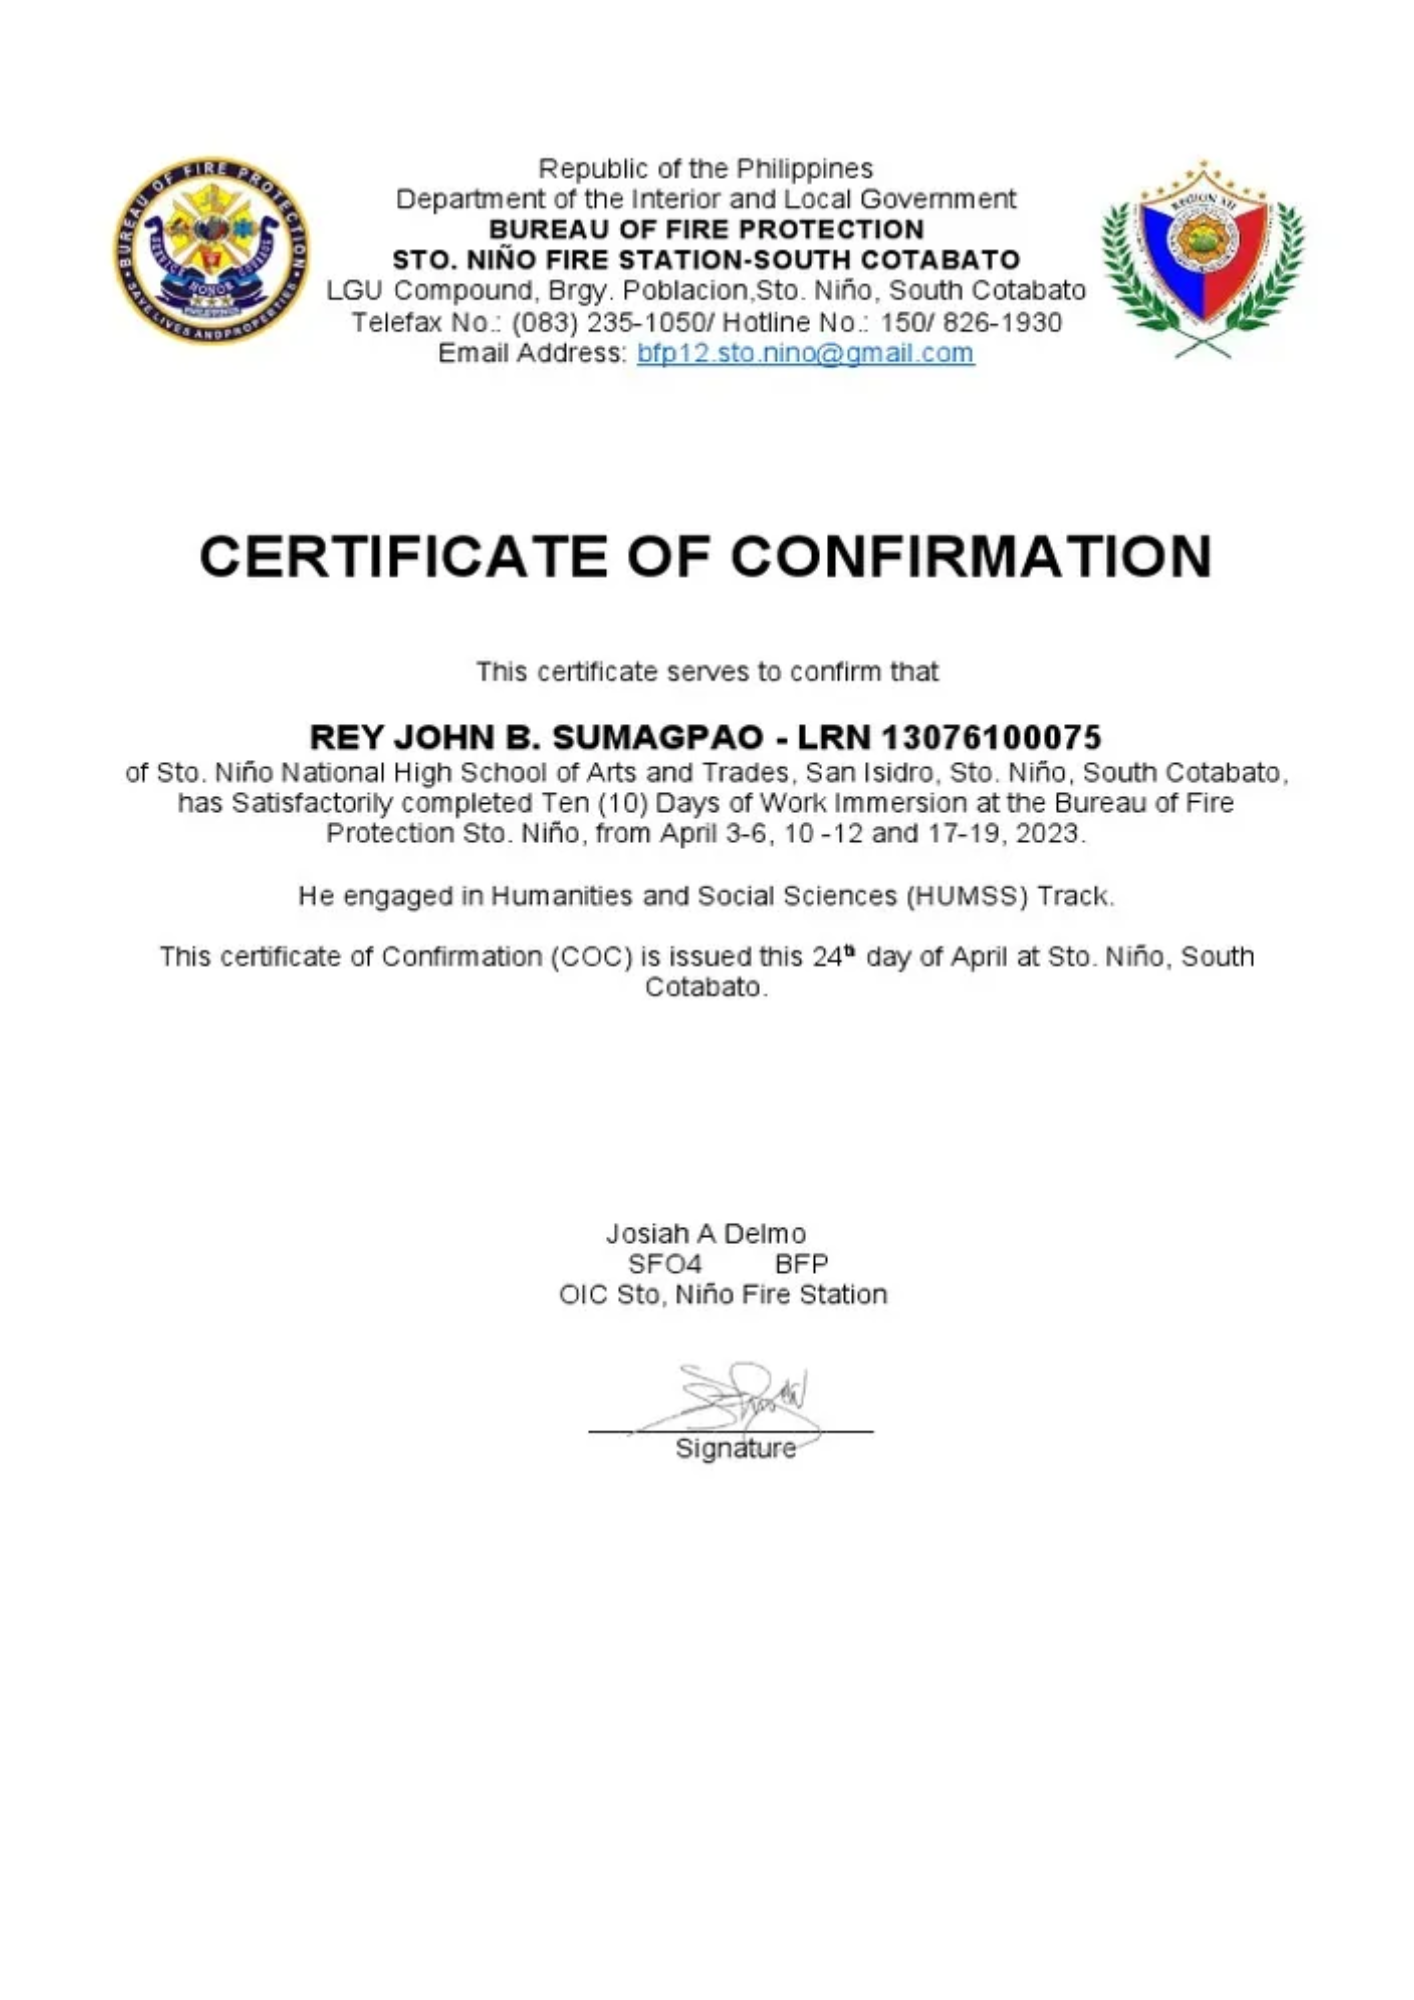 Republic of the Philippines
Department of the Interior and Local Government
BUREAU OF FIRE PROTECTION
STO. NIÑO FIRE STATION-SOUTH COTABATO
LGU Compound, Brgy. Poblacion,Sto. Niño, South Cotabato
Telefax No.: (083) 235-1050/ Hotline No.: 150/ 826-1930
Email Address: bfp12.sto.nino@gmail.com
BUREAU OF FIRE PROTECTION
SERVICE HONOR
PHILIPPINES
SAVE LIVES AND PROPERTIES
REGION XII
CERTIFICATE OF CONFIRMATION
This certificate serves to confirm that
REY JOHN B. SUMAGPAO - LRN 13076100075
of Sto. Niño National High School of Arts and Trades, San Isidro, Sto. Niño, South Cotabato,
has Satisfactorily completed Ten (10) Days of Work Immersion at the Bureau of Fire
Protection Sto. Niño, from April 3-6, 10 -12 and 17-19, 2023.
He engaged in Humanities and Social Sciences (HUMSS) Track.
This certificate of Confirmation (COC) is issued this 24th day of April at Sto. Niño, South
Cotabato.
Josiah A Delmo
SFO4 BFP
OIC Sto, Niño Fire Station
Signature